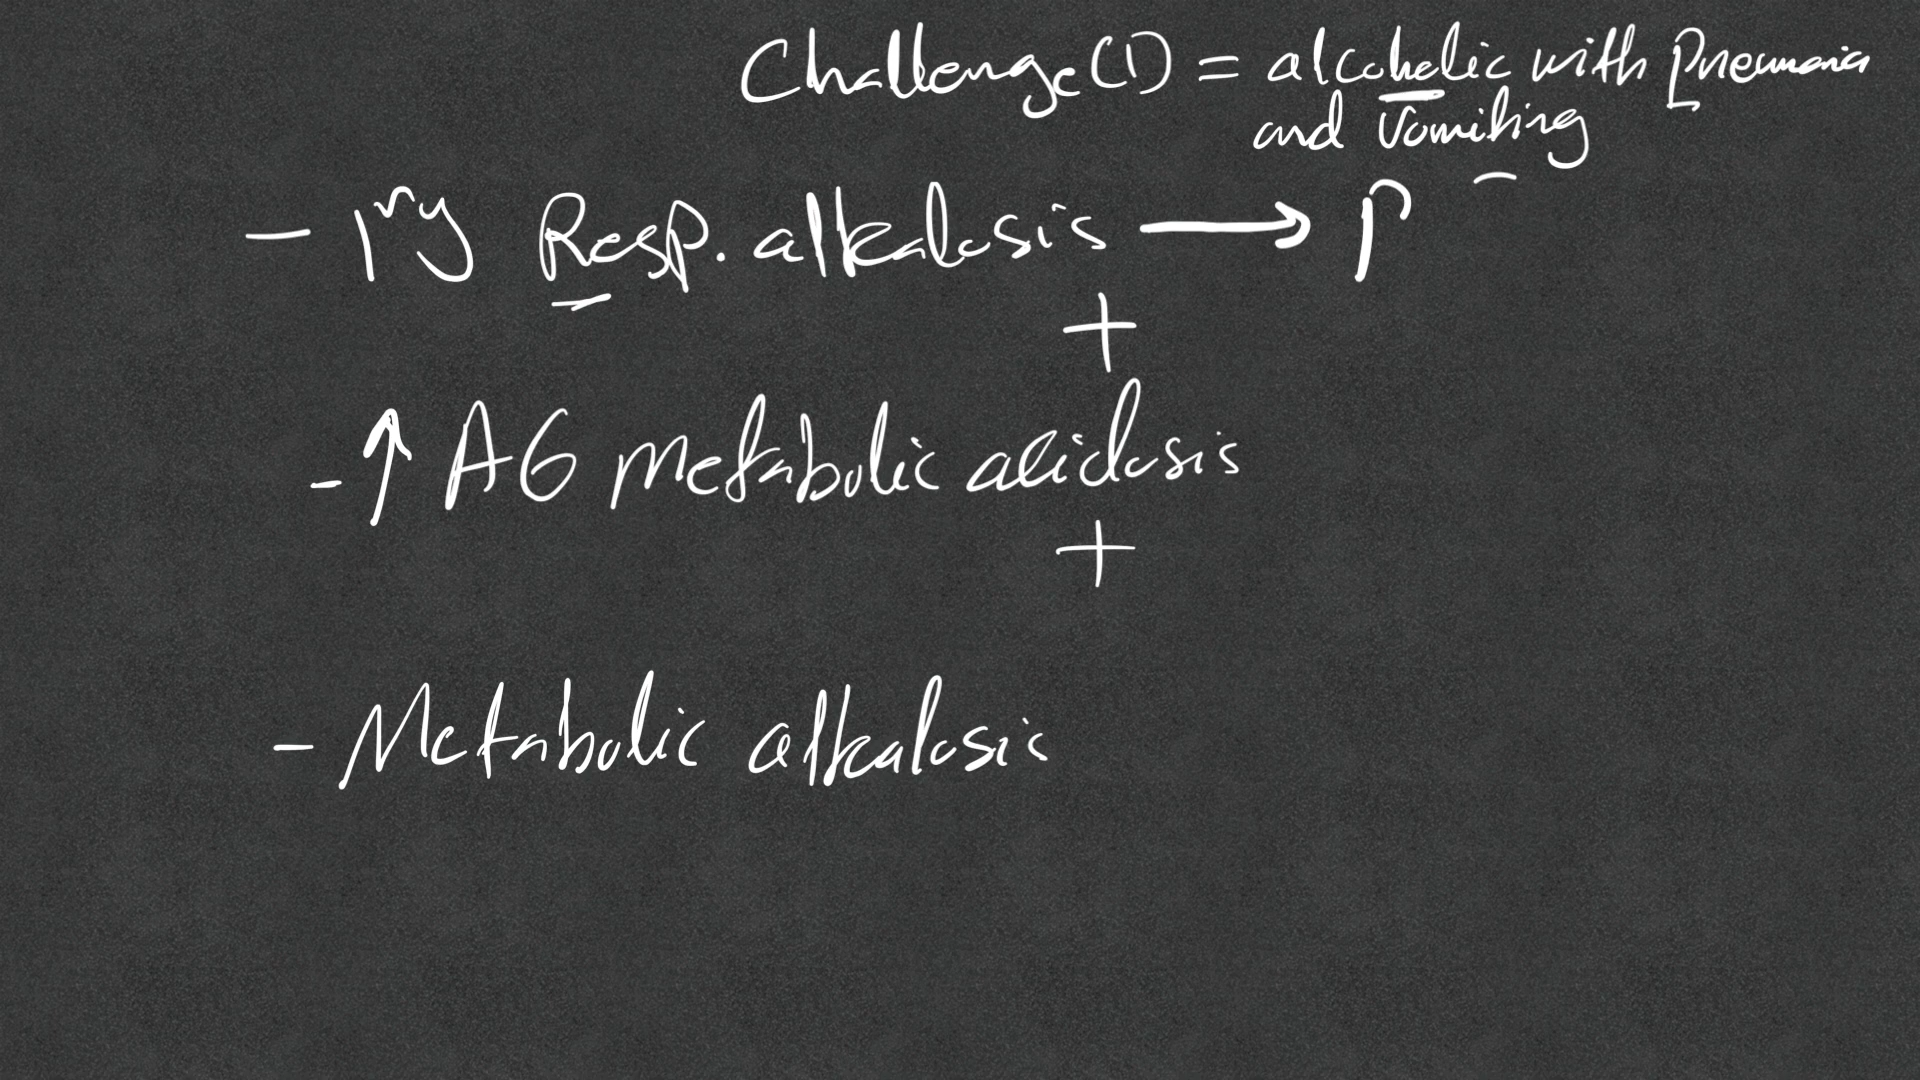 Challenge (1) = alcoholic with Pneumonia
and Vomiting
- 1ry Resp. alkalosis → P
+
- ↑ AG metabolic acidosis
+
- Metabolic alkalosis